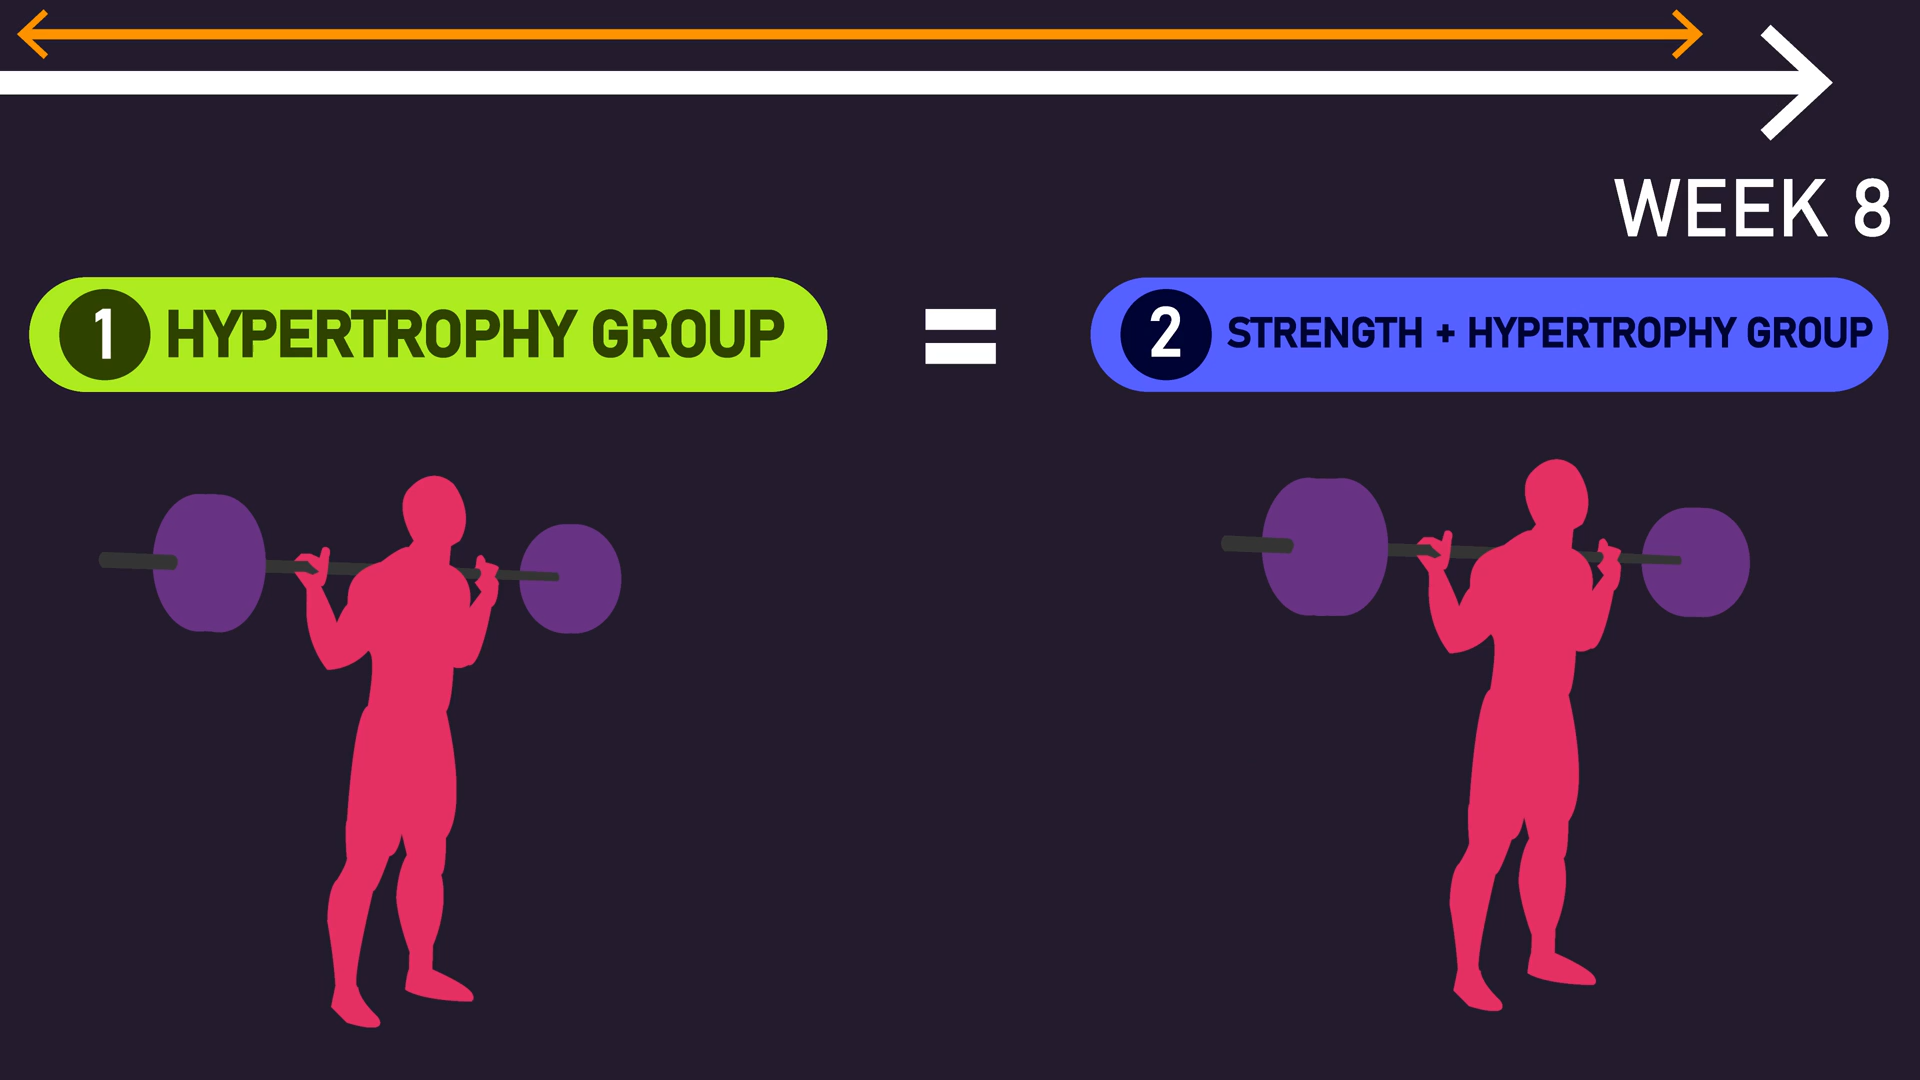 WEEK 8
1 HYPERTROPHY GROUP
=
2 STRENGTH + HYPERTROPHY GROUP